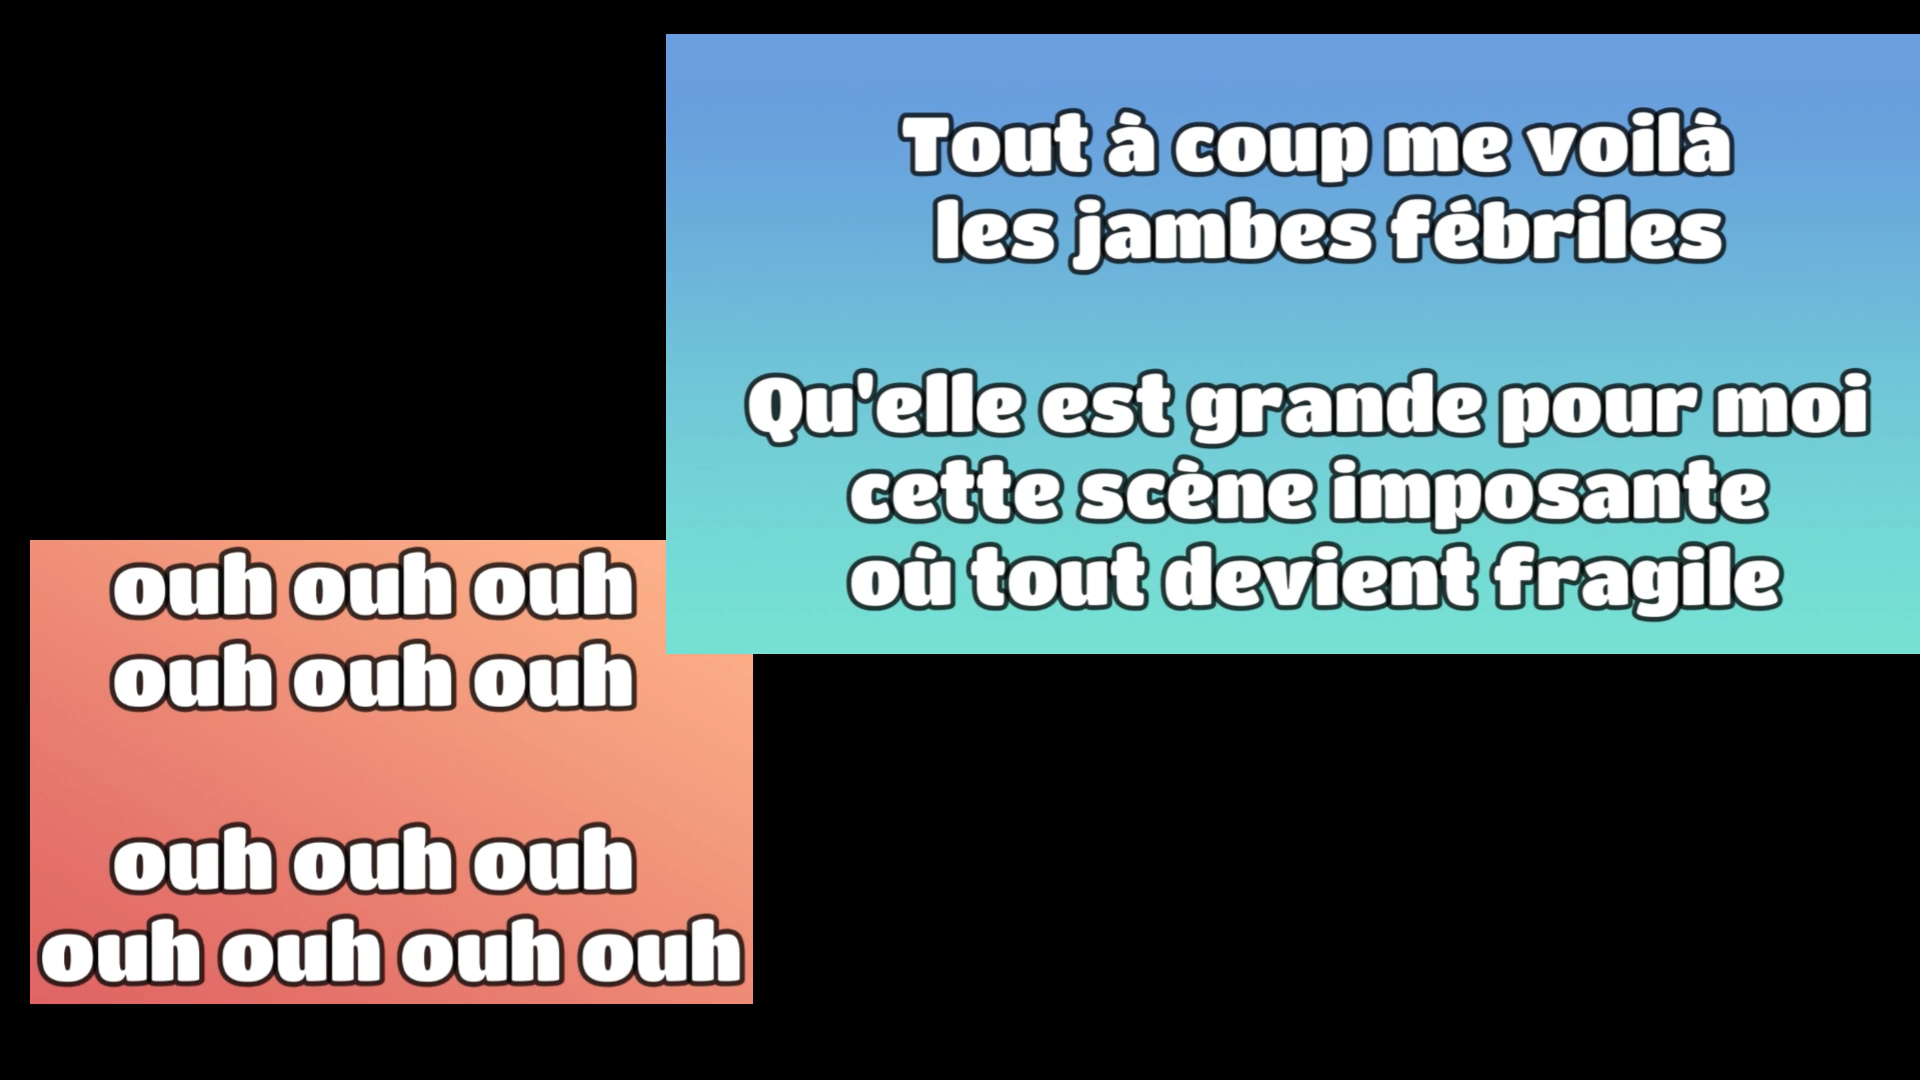 Tout à coup me voilà
les jambes fébriles
Qu'elle est grande pour moi
cette scène imposante
où tout devient fragile
ouh ouh ouh
ouh ouh ouh
ouh ouh ouh
ouh ouh ouh ouh